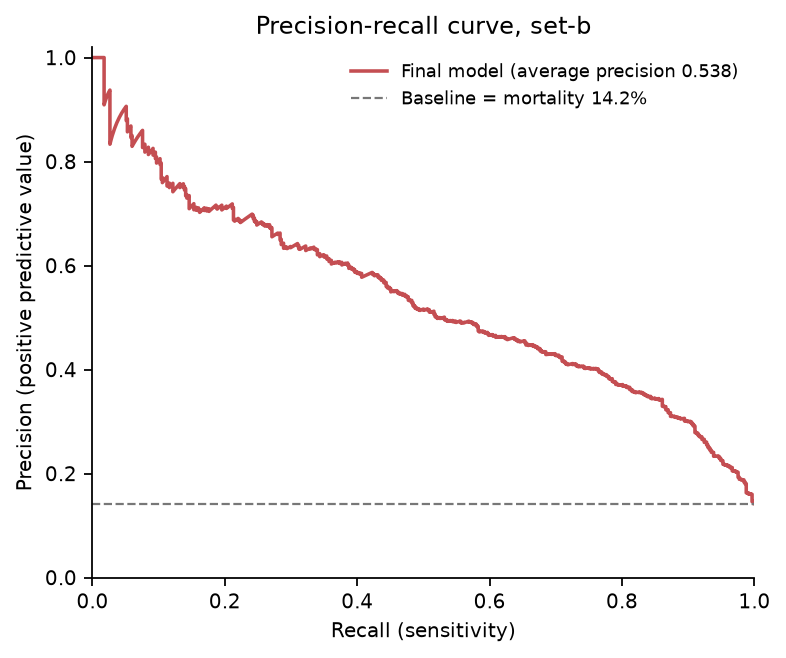 Precision-recall curve, set-b
Final model (average precision 0.538)
Baseline = mortality 14.2%
Precision (positive predictive value)
1.0
0.8
0.6
0.4
0.2
0.0
0.0 0.2 0.4 0.6 0.8 1.0
Recall (sensitivity)